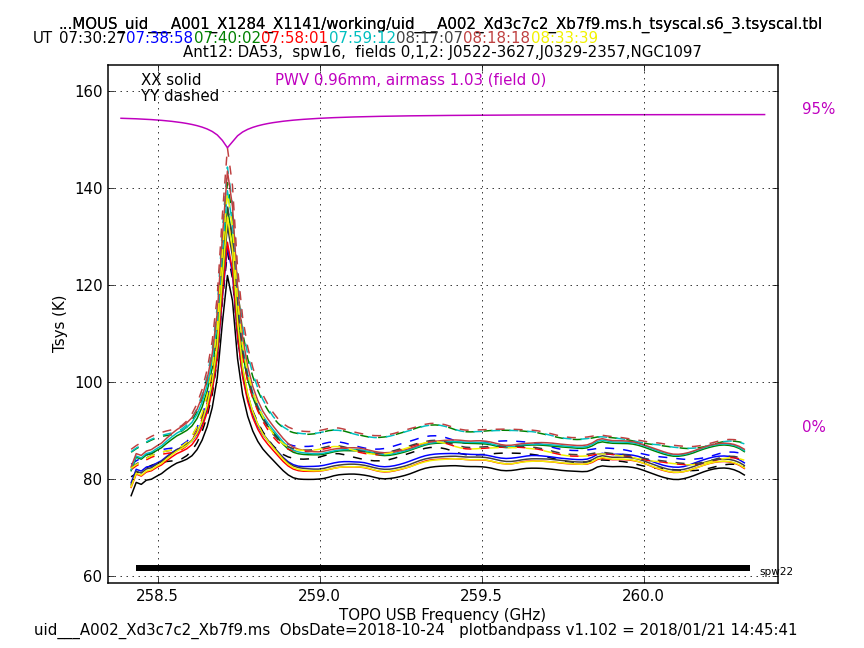 ...MOUS_uid___A001_X1284_X1141/working/uid___A002_Xd3c7c2_Xb7f9.ms.h_tsyscal.s6_3.tsyscal.tbl
UT 07:30:27 07:38:58 07:40:02 07:58:01 07:59:12 08:17:07 08:18:18 08:33:39
Ant12: DA53, spw16, fields 0,1,2: J0522-3627,J0329-2357,NGC1097
XX solid
PWV 0.96mm, airmass 1.03 (field 0)
YY dashed
95%
0%
160
140
120
100
80
60
Tsys (K)
spw22
258.5 259.0 259.5 260.0
TOPO USB Frequency (GHz)
uid___A002_Xd3c7c2_Xb7f9.ms ObsDate=2018-10-24 plotbandpass v1.102 = 2018/01/21 14:45:41